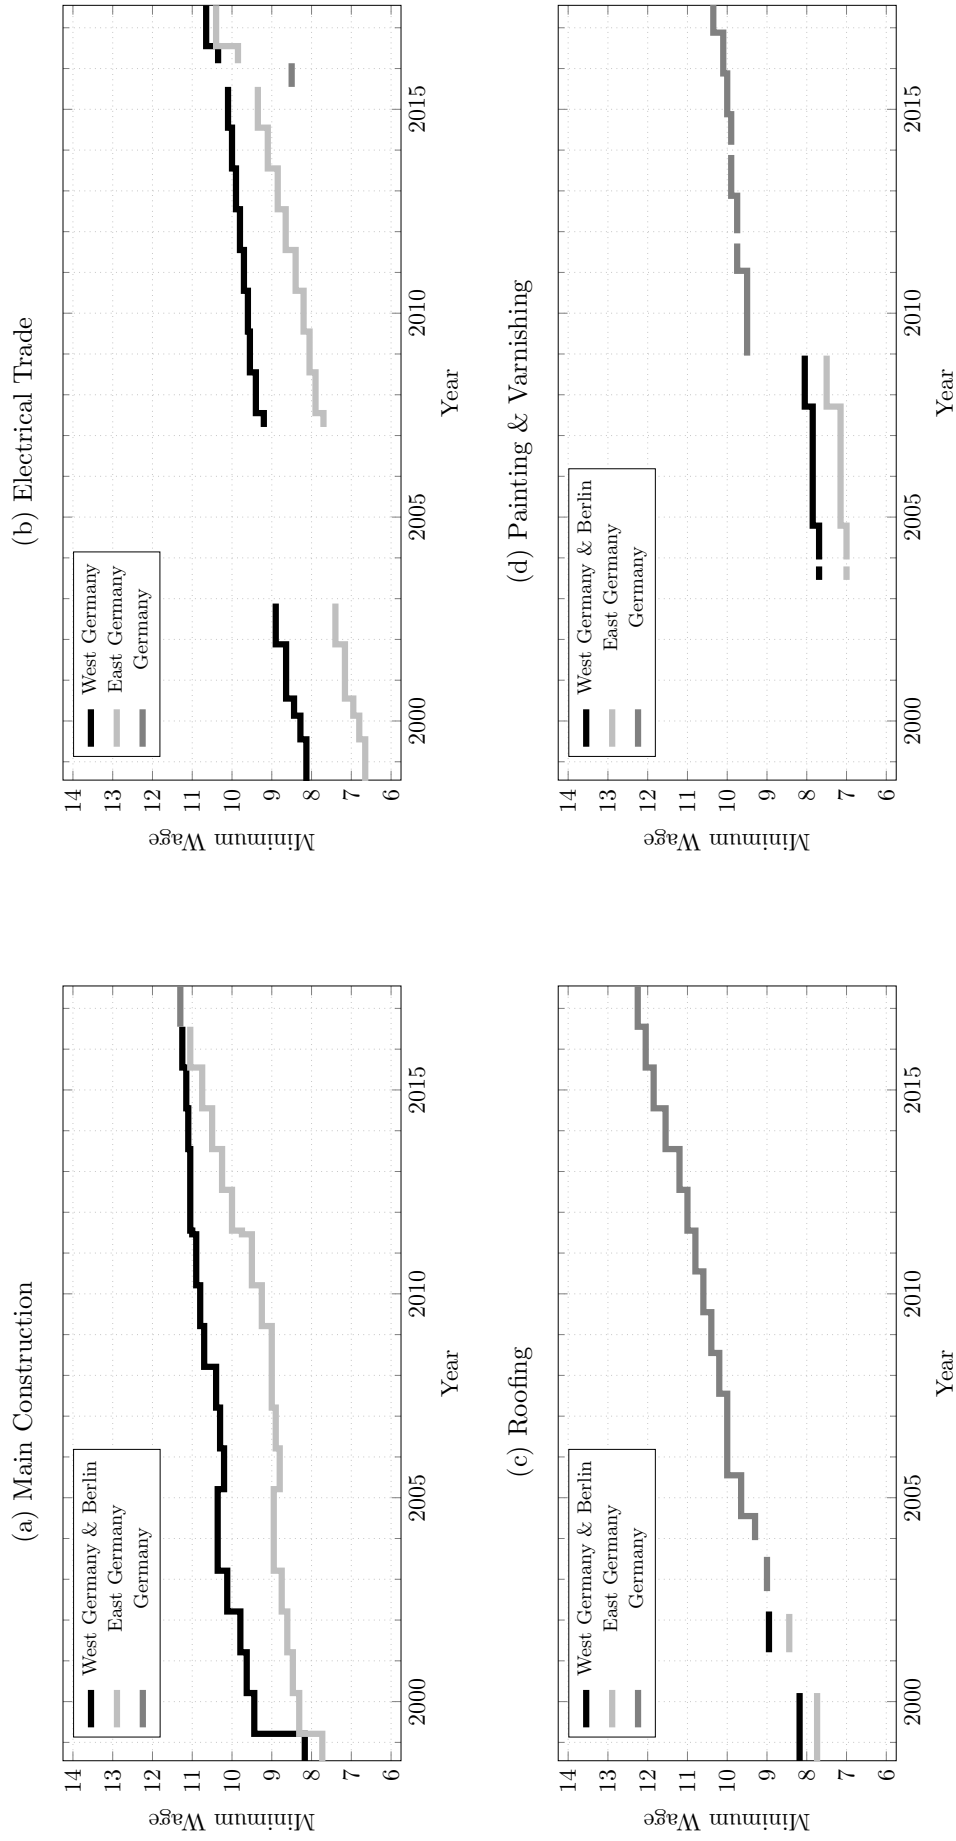 (a) Main Construction
14
13
12
11
10
9
8
7
6
2000
2005
2010
2015
Minimum Wage
Year
West Germany & Berlin
East Germany
Germany
(b) Electrical Trade
14
13
12
11
10
9
8
7
6
2000
2005
2010
2015
Minimum Wage
Year
West Germany
East Germany
Germany
(c) Roofing
14
13
12
11
10
9
8
7
6
2000
2005
2010
2015
Minimum Wage
Year
West Germany & Berlin
East Germany
Germany
(d) Painting & Varnishing
14
13
12
11
10
9
8
7
6
2000
2005
2010
2015
Minimum Wage
Year
West Germany & Berlin
East Germany
Germany